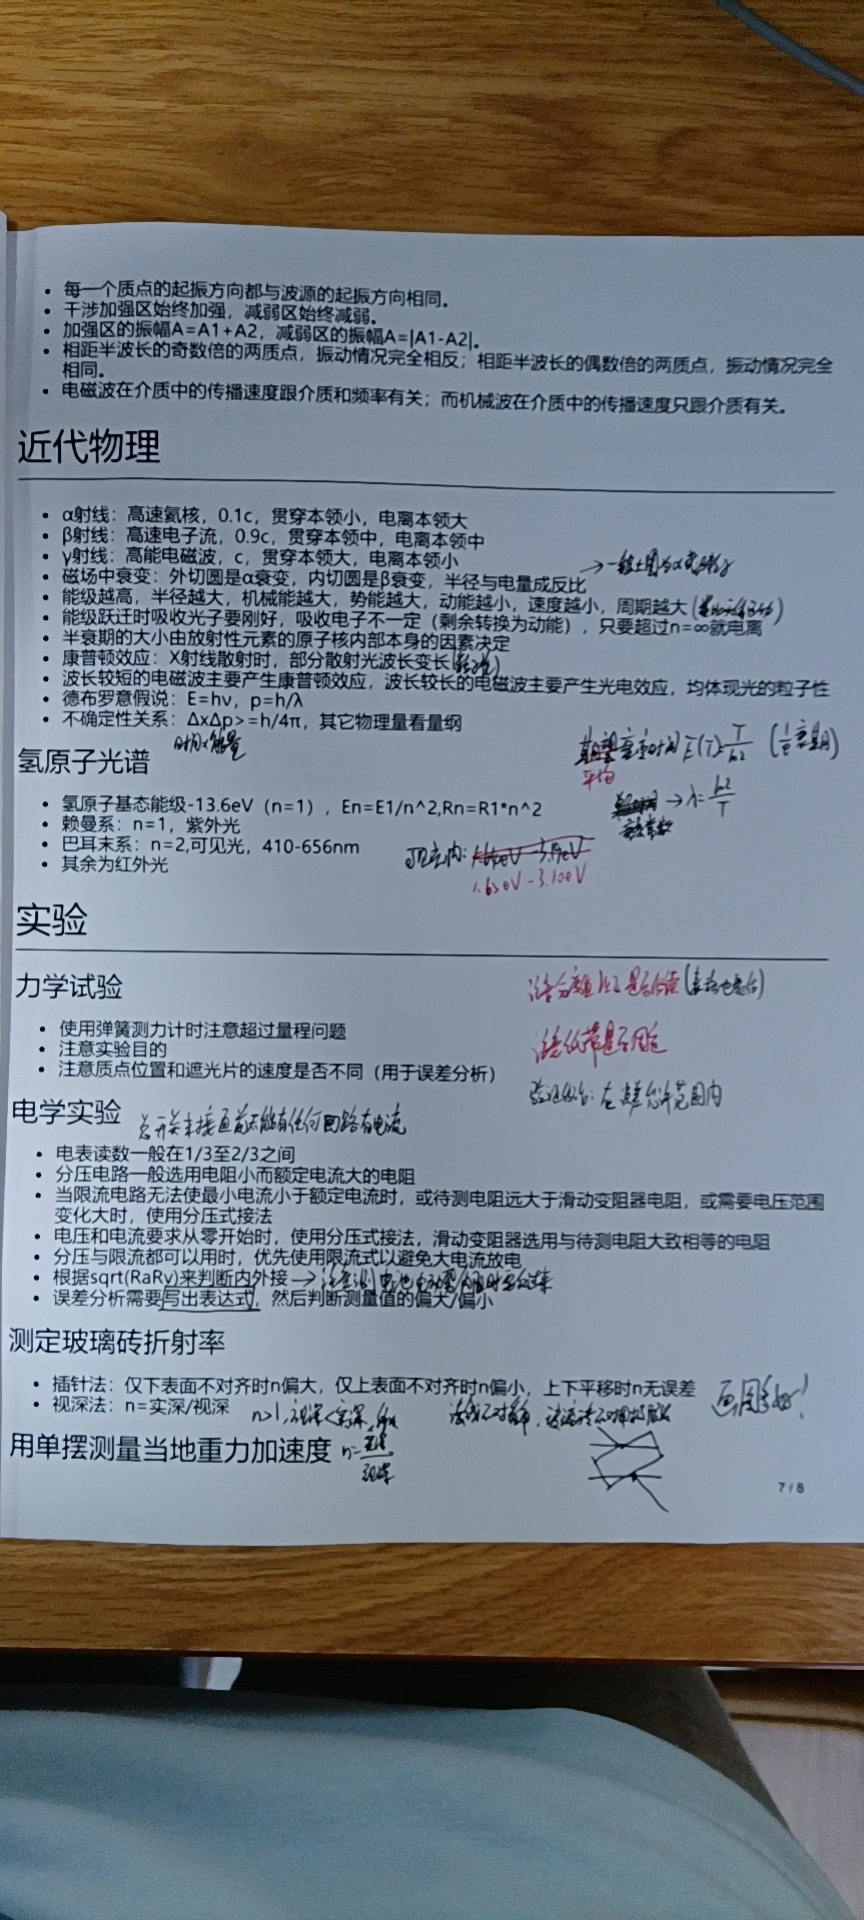 • 每一个质点的起振方向都与波源的起振方向相同。
• 干涉加强区始终加强，减弱区始终减弱。
• 加强区的振幅A=A1+A2，减弱区的振幅A=|A1-A2|。
• 相距半波长的奇数倍的两质点，振动情况完全相反；相距半波长的偶数倍的两质点，振动情况完全
相同。
• 电磁波在介质中的传播速度跟介质和频率有关；而机械波在介质中的传播速度只跟介质有关。
近代物理
• α射线：高速氦核，0.1c，贯穿本领小，电离本领大
• β射线：高速电子流，0.9c，贯穿本领中，电离本领中
• γ射线：高能电磁波，c，贯穿本领大，电离本领小
• 磁场中衰变：外切圆是α衰变，内切圆是β衰变，半径与电量成反比
• 能级越高，半径越大，机械能越大，势能越大，动能越小，速度越小，周期越大
• 能级跃迁时吸收光子要刚好，吸收电子不一定（剩余转换为动能），只要超过n=∞就电离
• 半衰期的大小由放射性元素的原子核内部本身的因素决定
• 康普顿效应：X射线散射时，部分散射光波长变长
• 波长较短的电磁波主要产生康普顿效应，波长较长的电磁波主要产生光电效应，均体现光的粒子性
• 德布罗意假说：E=hν，p=h/λ
• 不确定性关系：ΔxΔp>=h/4π，其它物理量看量纲
时间×能量
平均
氢原子光谱
• 氢原子基态能级-13.6eV（n=1）, En=E1/n^2,Rn=R1*n^2
• 赖曼系：n=1，紫外光
• 巴耳末系：n=2,可见光，410-656nm
• 其余为红外光
1.63eV-3.10eV
实验
力学试验
• 使用弹簧测力计时注意超过量程问题
• 注意实验目的
• 注意质点位置和遮光片的速度是否不同（用于误差分析）
在误差允许范围内
电学实验 总开关未接通前不能有任何回路有电流
• 电表读数一般在1/3至2/3之间
• 分压电路一般选用电阻小而额定电流大的电阻
• 当限流电路无法使最小电流小于额定电流时，或待测电阻远大于滑动变阻器电阻，或需要电压范围
变化大时，使用分压式接法
• 电压和电流要求从零开始时，使用分压式接法，滑动变阻器选用与待测电阻大致相等的电阻
• 分压与限流都可以用时，优先使用限流式以避免大电流放电
• 根据sqrt(RaRv)来判断内外接
• 误差分析需要写出表达式，然后判断测量值的偏大/偏小
测定玻璃砖折射率
• 插针法：仅下表面不对齐时n偏大，仅上表面不对齐时n偏小，上下平移时n无误差
• 视深法：n=实深/视深 n>1,视深<实深,
用单摆测量当地重力加速度 n=实深/视深
7 / 8